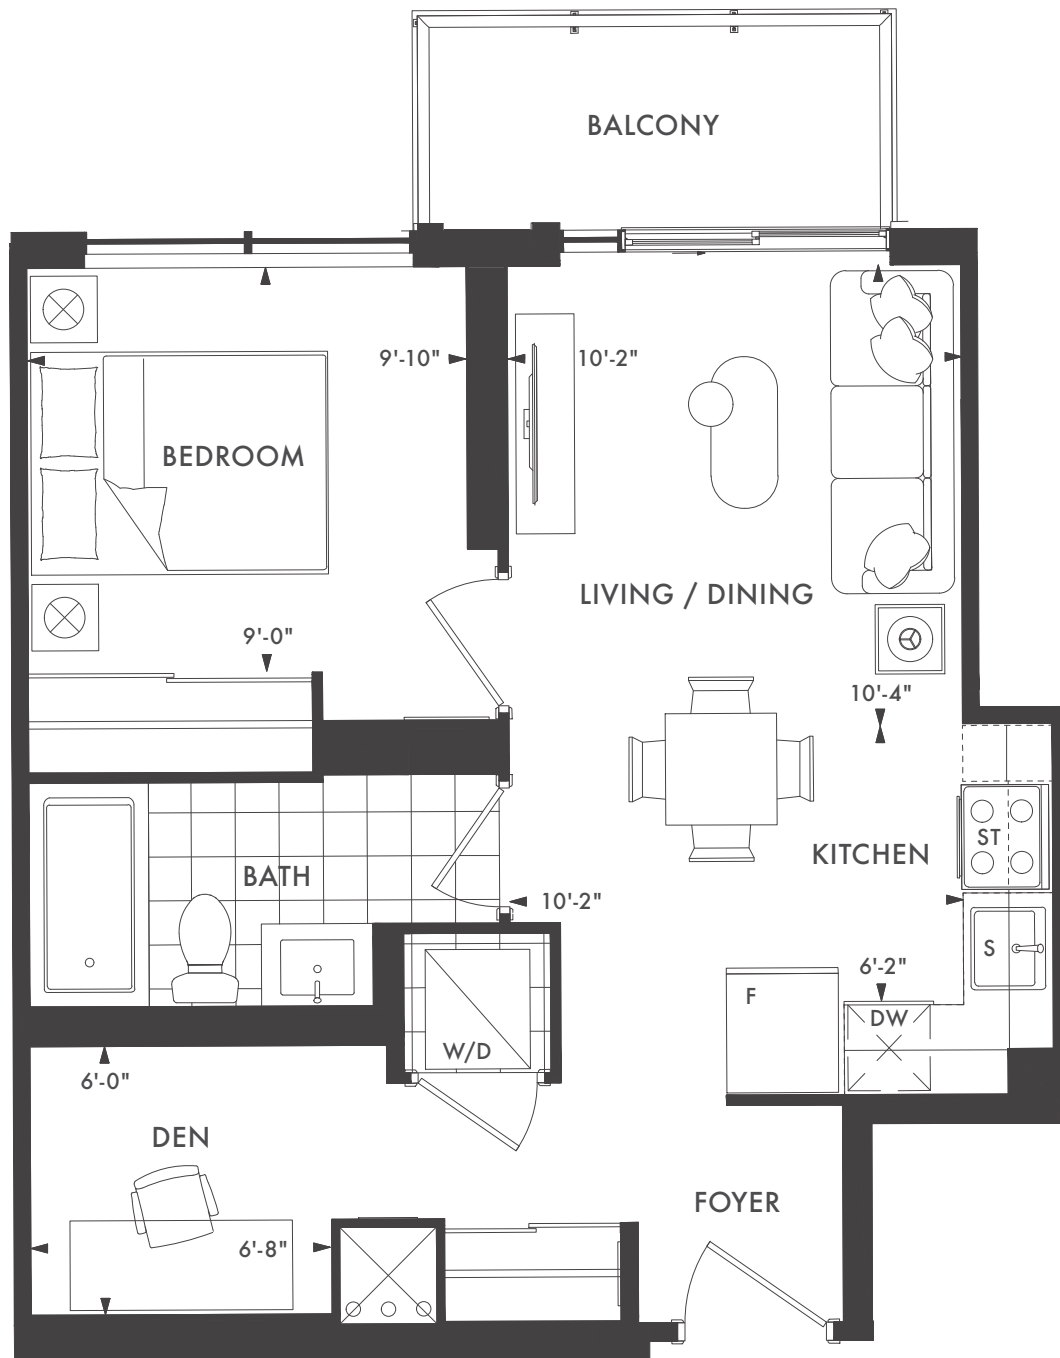 BALCONY
9'-10"
10'-2"
BEDROOM
LIVING / DINING
9'-0"
10'-4"
ST
KITCHEN
BATH
10'-2"
S
6'-2"
F
DW
W/D
6'-0"
DEN
FOYER
6'-8"